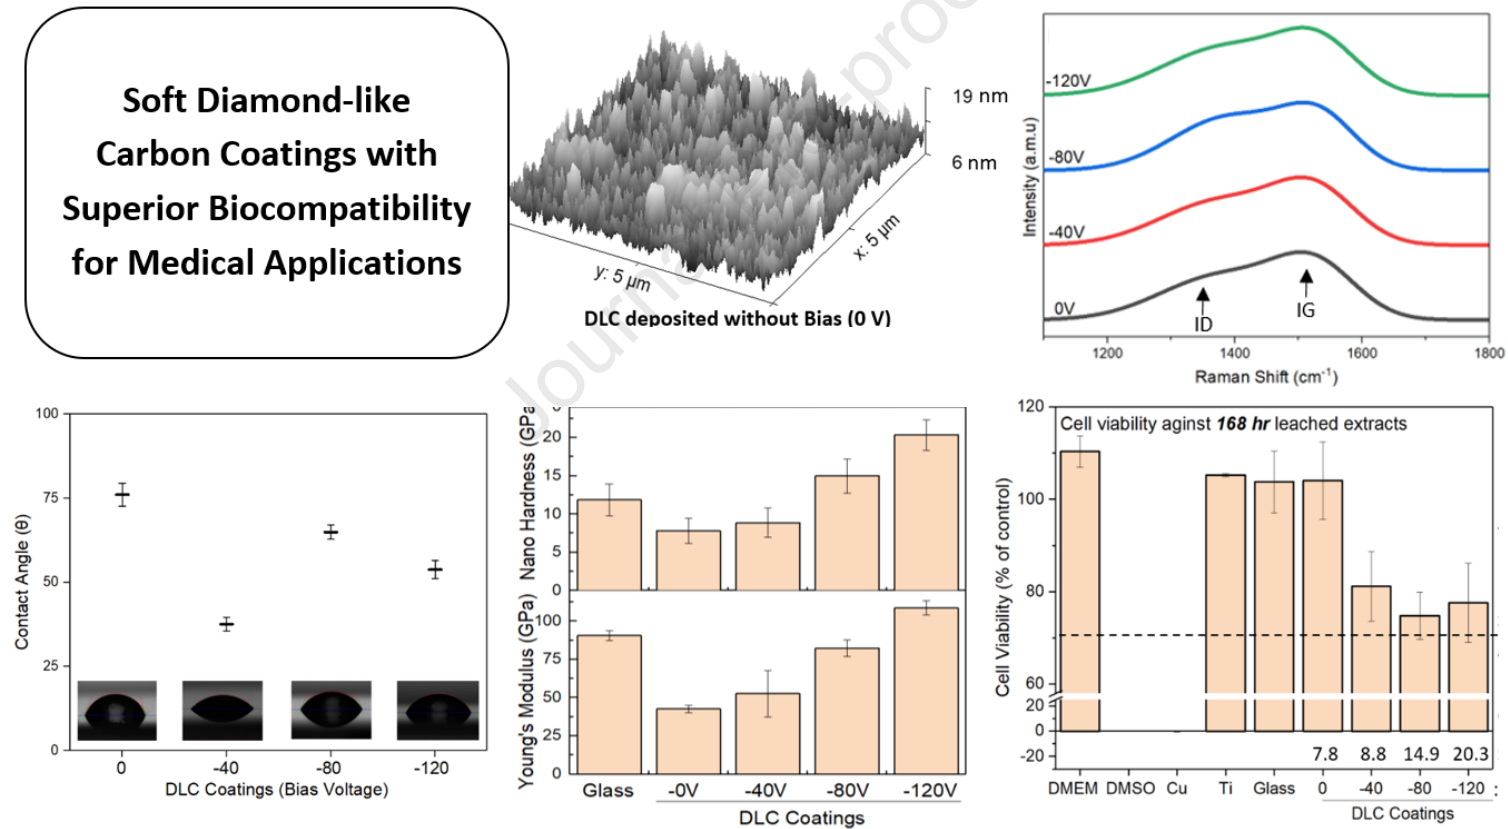 Soft Diamond-like
Carbon Coatings with
Superior Biocompatibility
for Medical Applications
19 nm
6 nm
x: 5 µm
y: 5 µm
DLC deposited without Bias (0 V)
Intensity (a.m.u)
-120V
-80V
-40V
0V
ID
IG
1200 1400 1600 1800
Raman Shift (cm-1)
Contact Angle (θ)
100
75
50
25
0
0 -40 -80 -120
DLC Coatings (Bias Voltage)
Nano Hardness (GPa)
20
15
10
5
0
Young's Modulus (GPa)
100
75
50
25
0
Glass -0V -40V -80V -120V
DLC Coatings
Cell viability aginst 168 hr leached extracts
Cell Viability (% of control)
120
100
80
60
20
0
-20
7.8 8.8 14.9 20.3
DMEM DMSO Cu Ti Glass 0 -40 -80 -120 :
DLC Coatings